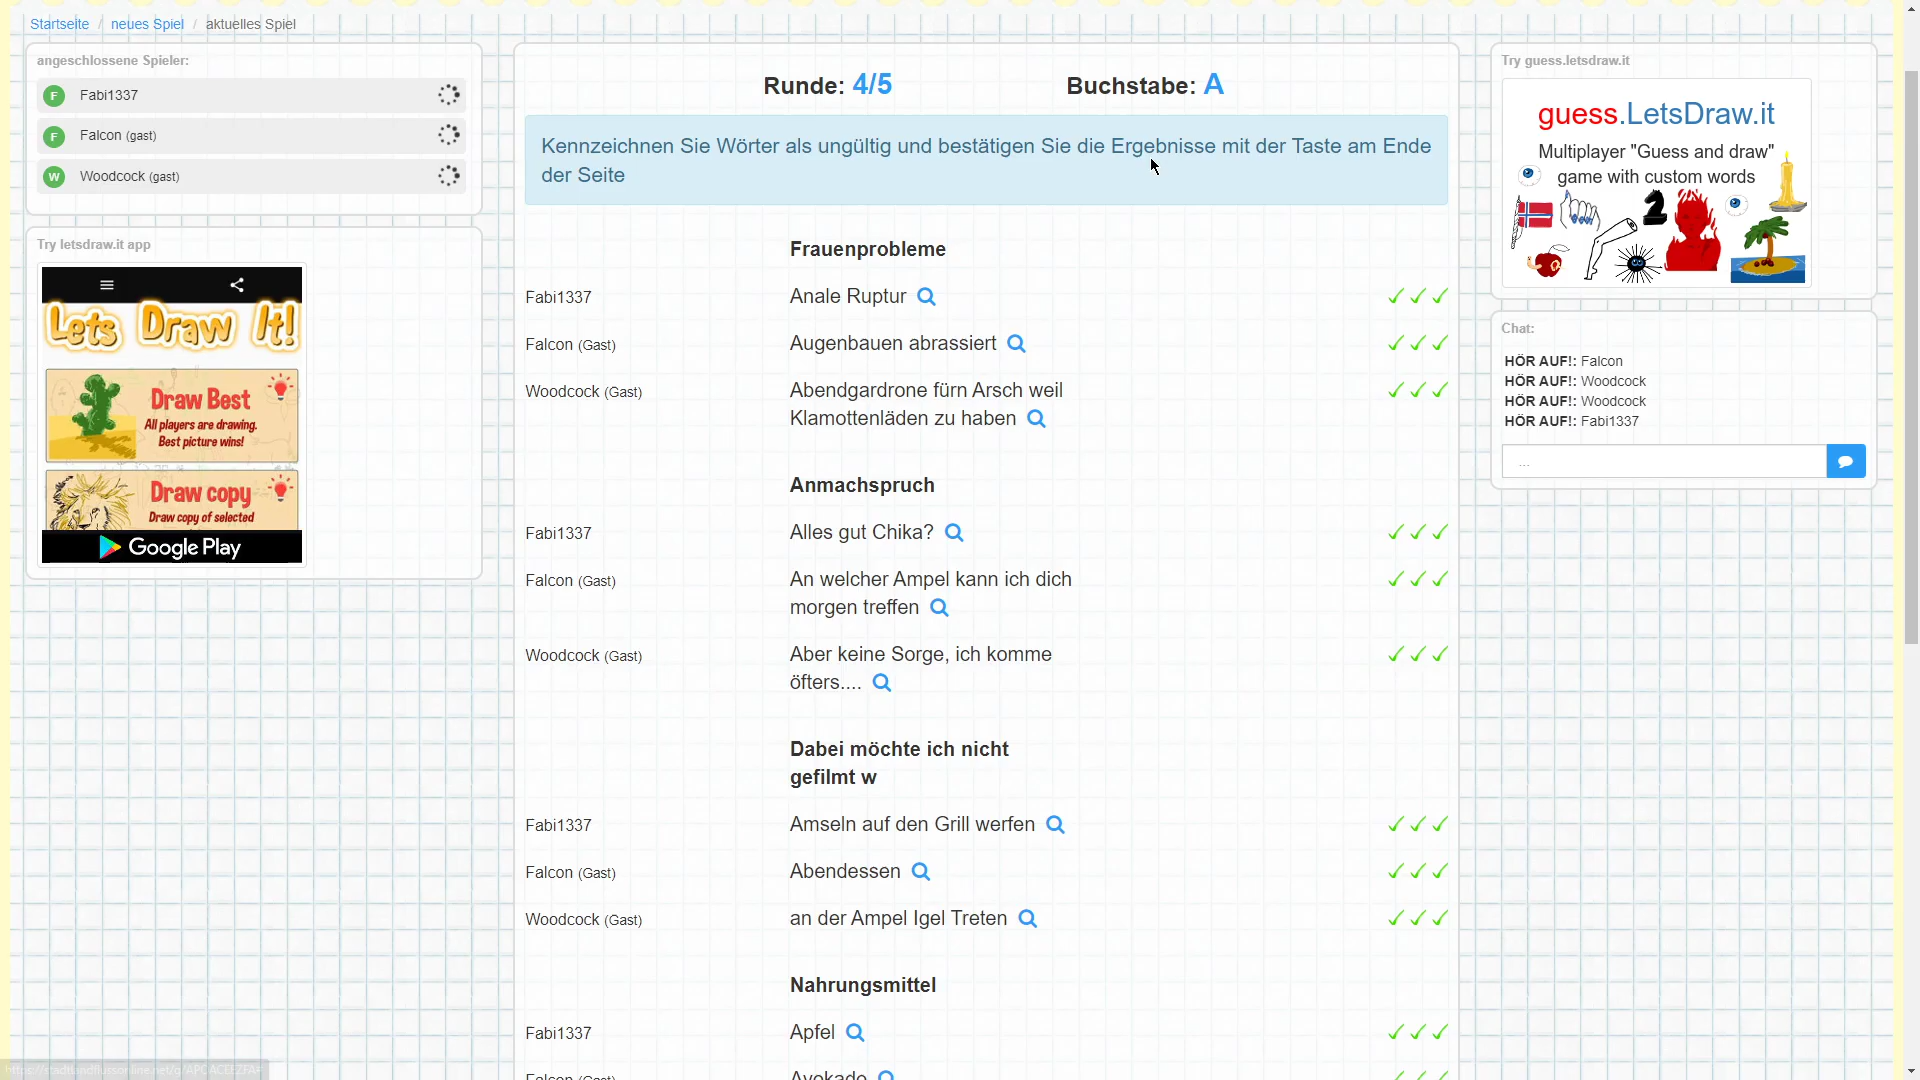 Startseite / neues Spiel / aktuelles Spiel
angeschlossene Spieler:
F Fabi1337
F Falcon (gast)
W Woodcock (gast)
Try letsdraw.it app
Lets Draw It!
Draw Best
All players are drawing.
Best picture wins!
Draw copy
Draw copy of selected
Google Play
Runde: 4/5 Buchstabe: A
Kennzeichnen Sie Wörter als ungültig und bestätigen Sie die Ergebnisse mit der Taste am Ende
der Seite
Frauenprobleme
Fabi1337 Anale Ruptur
Falcon (Gast) Augenbauen abrassiert
Woodcock (Gast) Abendgardrone fürn Arsch weil
Klamottenläden zu haben
Anmachspruch
Fabi1337 Alles gut Chika?
Falcon (Gast) An welcher Ampel kann ich dich
morgen treffen
Woodcock (Gast) Aber keine Sorge, ich komme
öfters....
Dabei möchte ich nicht
gefilmt w
Fabi1337 Amseln auf den Grill werfen
Falcon (Gast) Abendessen
Woodcock (Gast) an der Ampel Igel Treten
Nahrungsmittel
Fabi1337 Apfel
Falcon (Gast) Avokado
Try guess.letsdraw.it
guess.LetsDraw.it
Multiplayer "Guess and draw"
game with custom words
Chat:
HÖR AUF!: Falcon
HÖR AUF!: Woodcock
HÖR AUF!: Woodcock
HÖR AUF!: Fabi1337
...